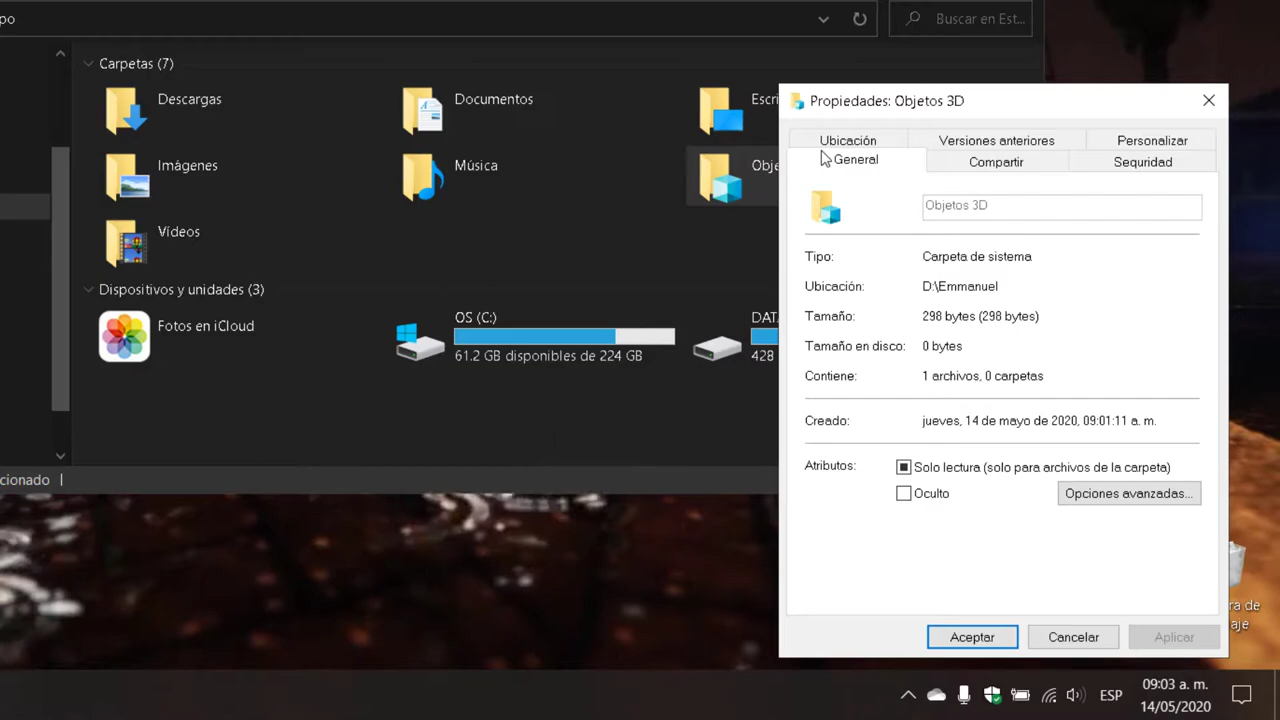 po
Buscar en Est...
Carpetas (7)
Descargas
Documentos
Escri
Imágenes
Música
Obje
Vídeos
Dispositivos y unidades (3)
Fotos en iCloud
OS (C:)
61.2 GB disponibles de 224 GB
DATA
428
cionado
Propiedades: Objetos 3D
Ubicación
Versiones anteriores
Personalizar
General
Compartir
Seguridad
Objetos 3D
Tipo:
Carpeta de sistema
Ubicación:
D:\Emmanuel
Tamaño:
298 bytes (298 bytes)
Tamaño en disco:
0 bytes
Contiene:
1 archivos, 0 carpetas
Creado:
jueves, 14 de mayo de 2020, 09:01:11 a. m.
Atributos:
Solo lectura (solo para archivos de la carpeta)
Oculto
Opciones avanzadas...
Aceptar
Cancelar
Aplicar
ra de
aje
ESP
09:03 a. m.
14/05/2020